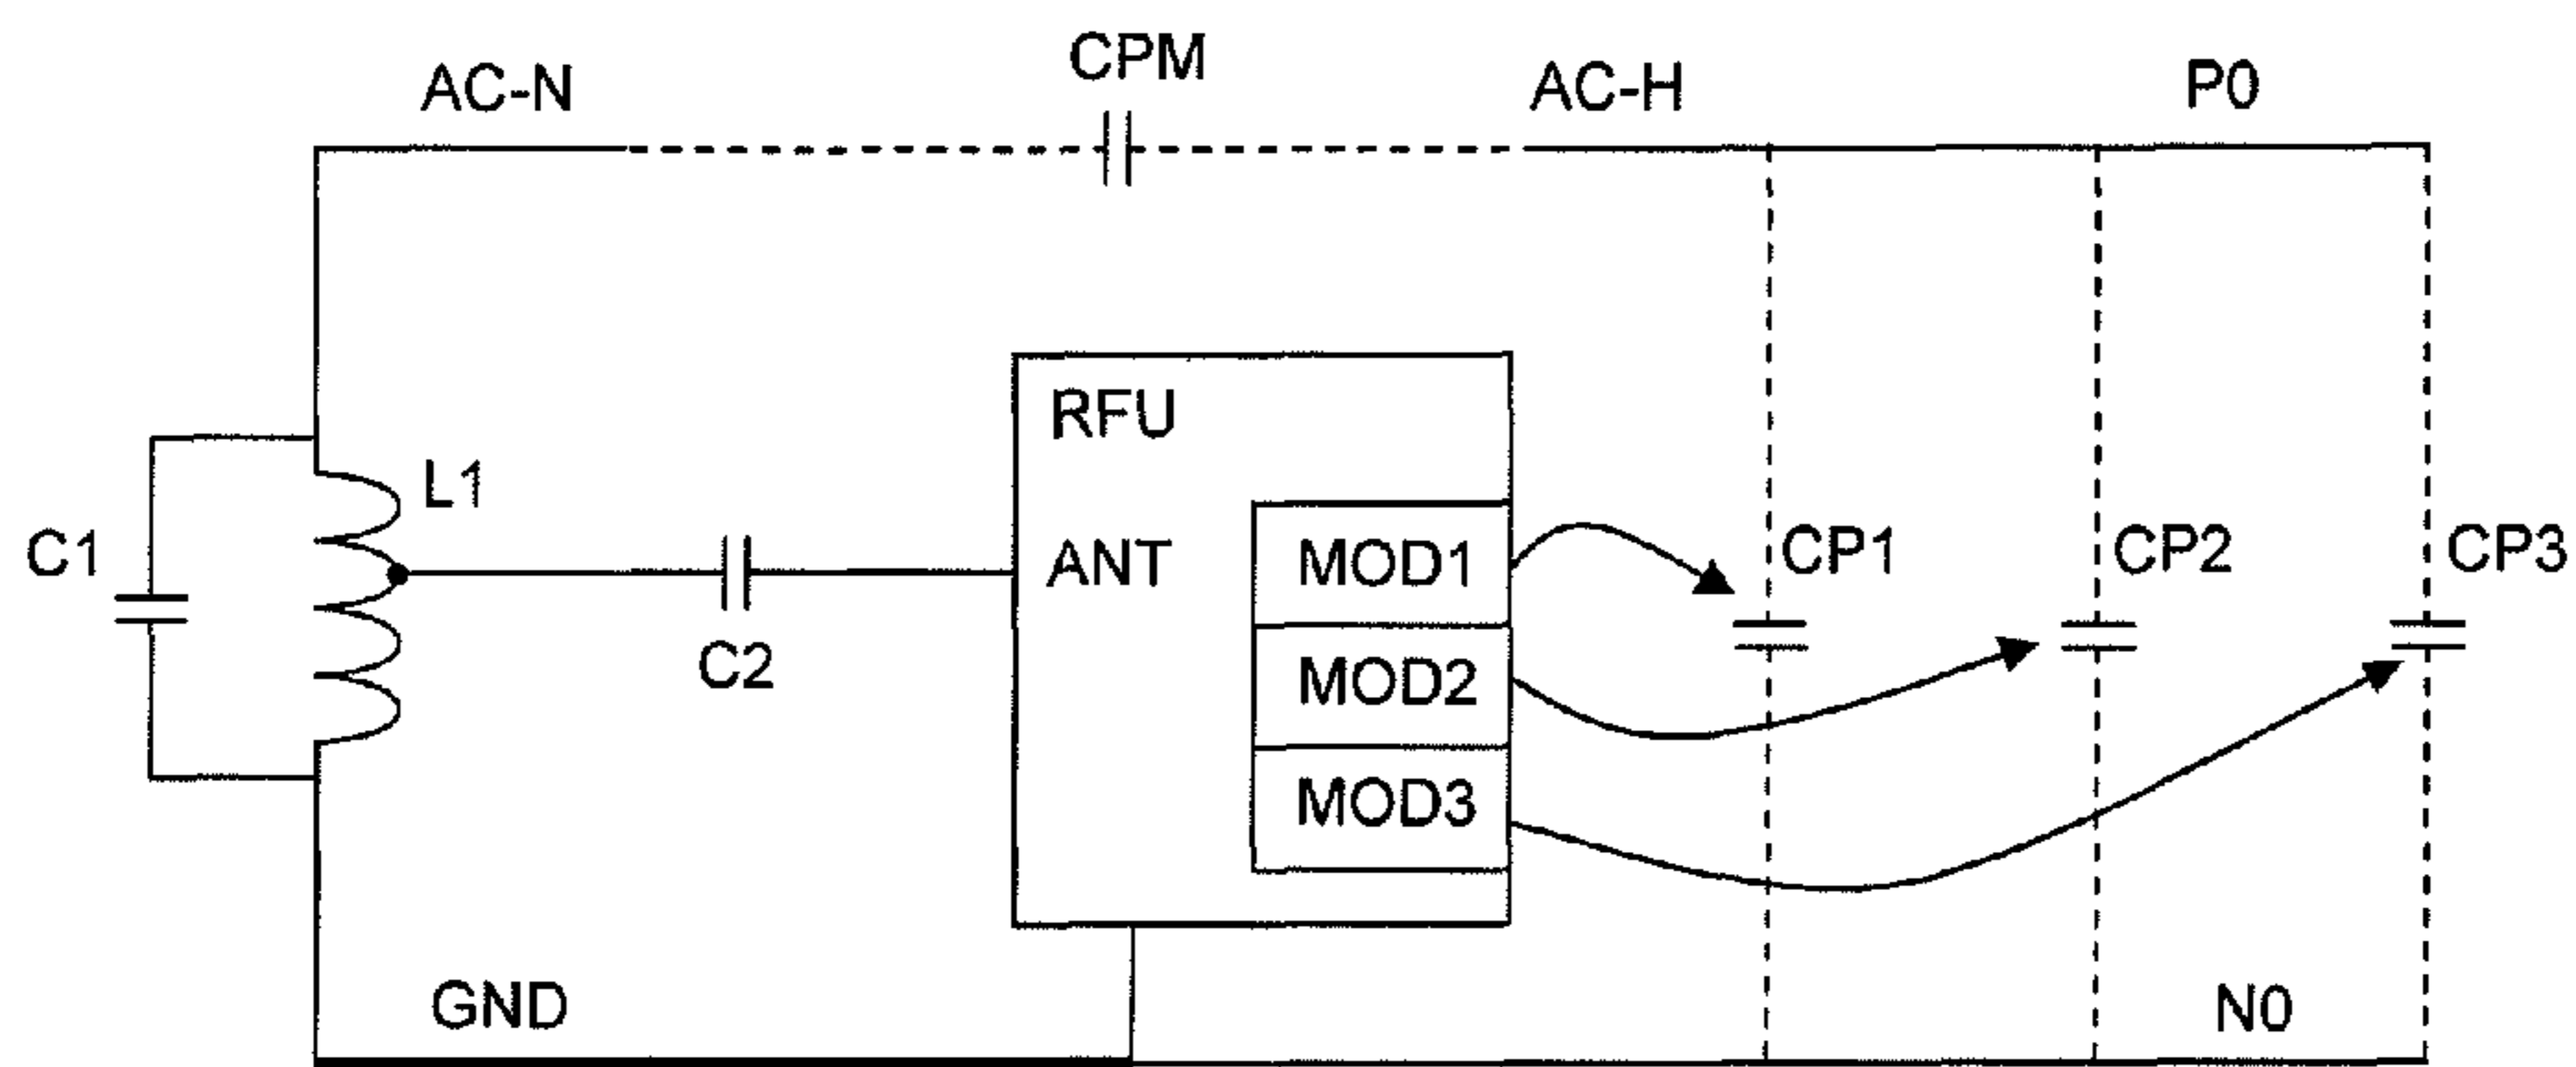 AC-N
CPM
AC-H
P0
RFU
L1
C1
ANT
MOD1
CP1
CP2
CP3
C2
MOD2
MOD3
GND
N0